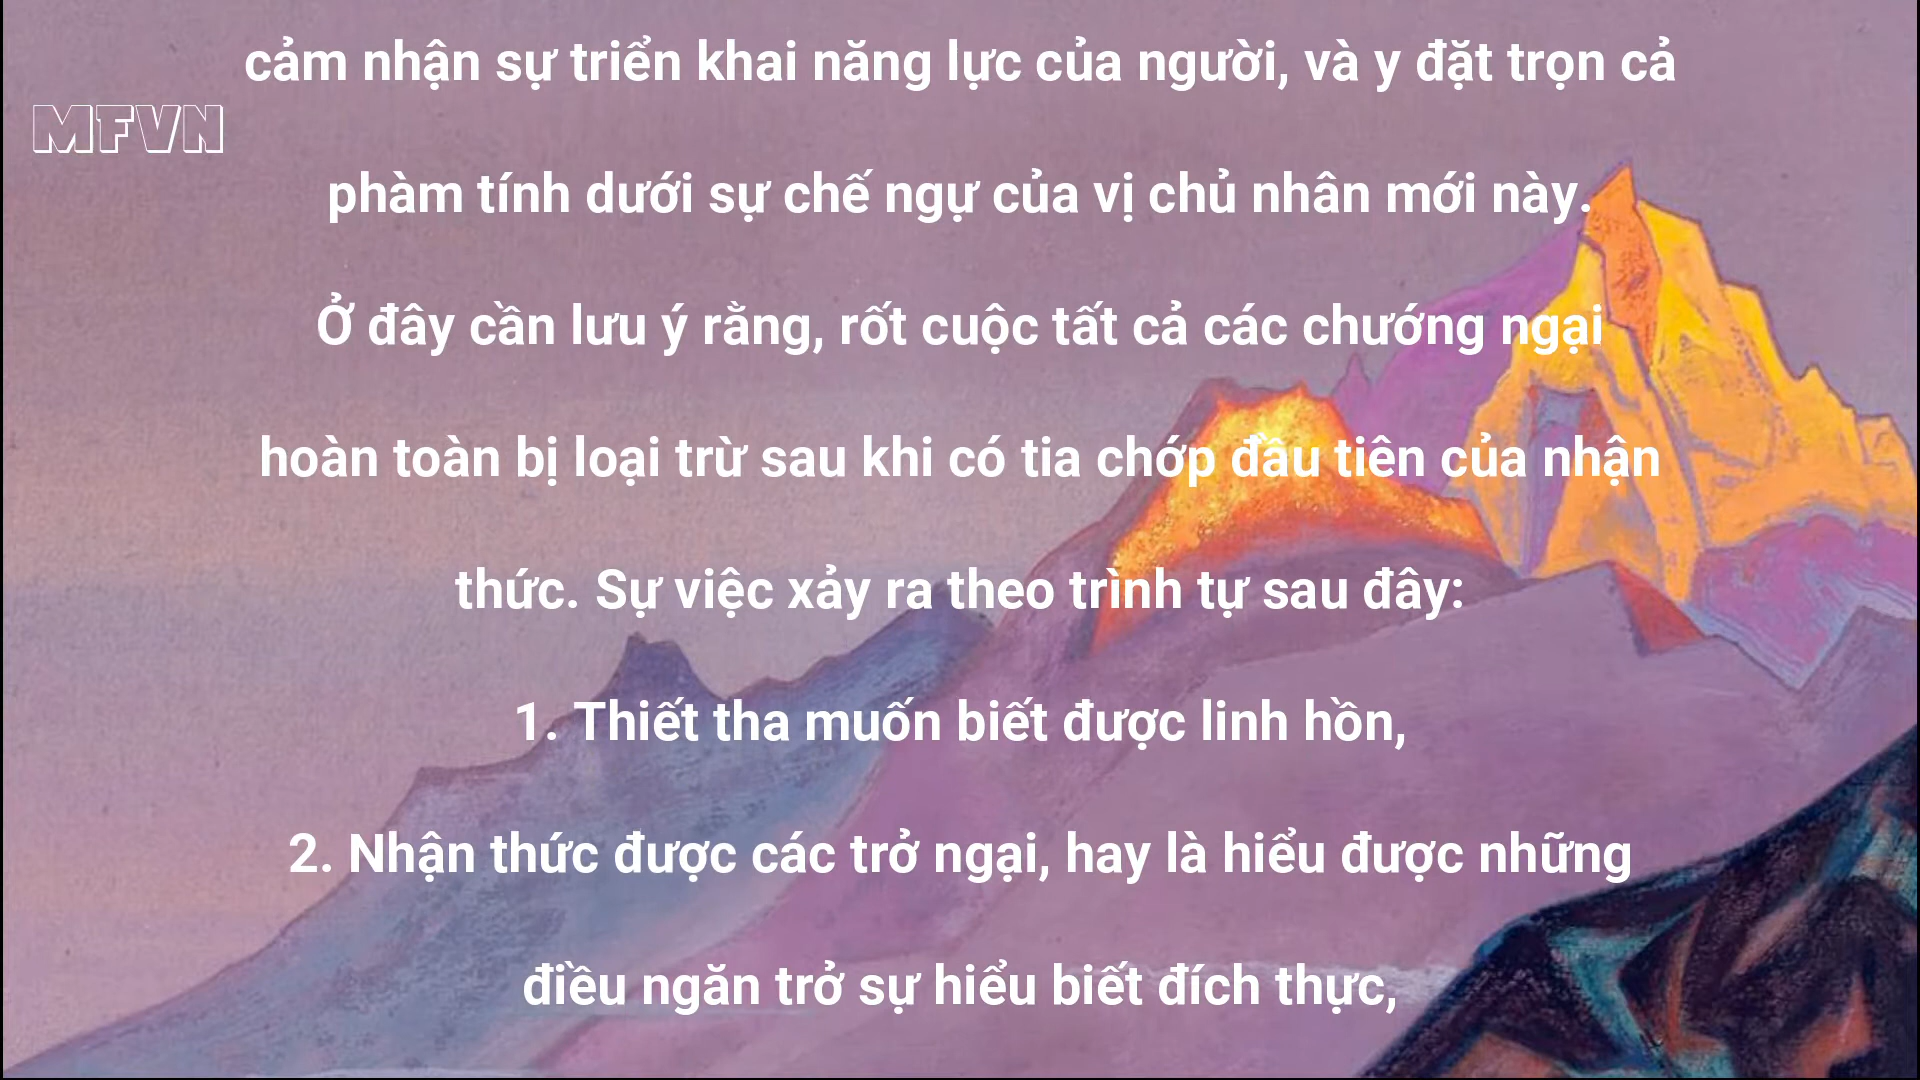 cảm nhận sự triển khai năng lực của người, và y đặt trọn cả
MFVN
phàm tính dưới sự chế ngự của vị chủ nhân mới này.
Ở đây cần lưu ý rằng, rốt cuộc tất cả các chướng ngại
hoàn toàn bị loại trừ sau khi có tia chớp đầu tiên của nhận
thức. Sự việc xảy ra theo trình tự sau đây:
1. Thiết tha muốn biết được linh hồn,
2. Nhận thức được các trở ngại, hay là hiểu được những
điều ngăn trở sự hiểu biết đích thực,